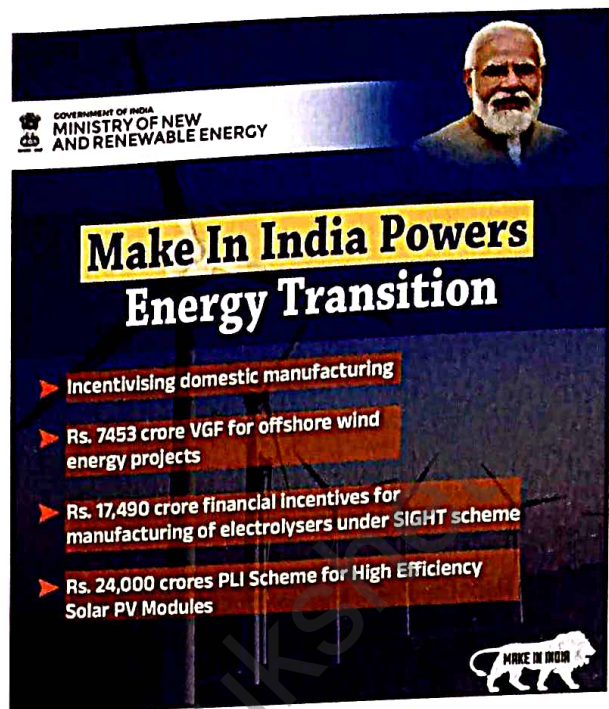 GOVERNMENT OF INDIA
MINISTRY OF NEW
AND RENEWABLE ENERGY
Make In India Powers
Energy Transition
Incentivising domestic manufacturing
Rs. 7453 crore VGF for offshore wind
energy projects
Rs. 17,490 crore financial incentives for
manufacturing of electrolysers under SIGHT scheme
Rs. 24,000 crores PLI Scheme for High Efficiency
Solar PV Modules
MAKE IN INDIA